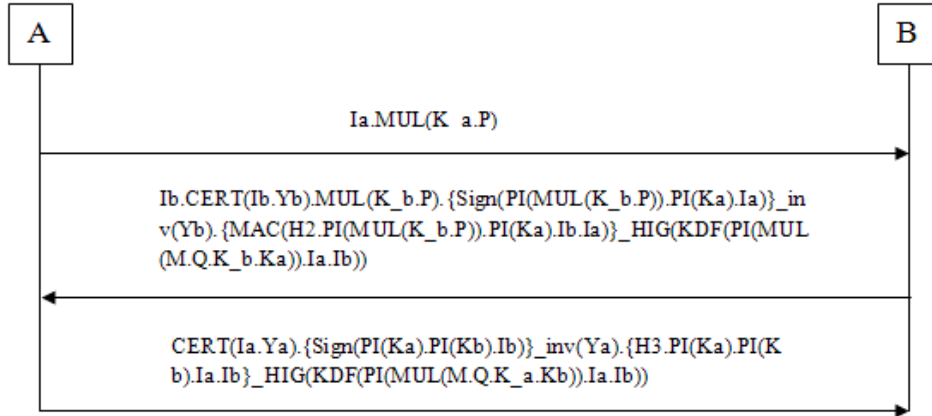 A
B
Ia.MUL(K_a.P)
Ib.CERT(Ib.Yb).MUL(K_b.P).{Sign(PI(MUL(K_b.P)).PI(Ka).Ia)}_in
v(Yb).{MAC(H2.PI(MUL(K_b.P)).PI(Ka).Ib.Ia)}_HIG(KDF(PI(MUL
(M.Q.K_b.Ka)).Ia.Ib))
CERT(Ia.Ya).{Sign(PI(Ka).PI(Kb).Ib)}_inv(Ya).{H3.PI(Ka).PI(K
b).Ia.Ib}_HIG(KDF(PI(MUL(M.Q.K_a.Kb)).Ia.Ib))